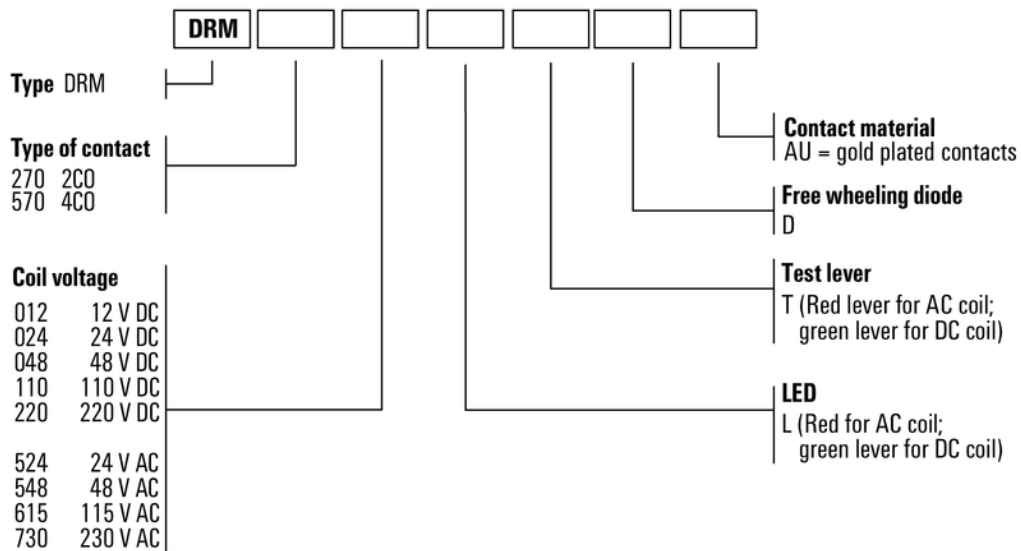 DRM
Type DRM
Type of contact
270 2CO
570 4CO
Coil voltage
012 12 V DC
024 24 V DC
048 48 V DC
110 110 V DC
220 220 V DC
524 24 V AC
548 48 V AC
615 115 V AC
730 230 V AC
Contact material
AU = gold plated contacts
Free wheeling diode
D
Test lever
T (Red lever for AC coil;
green lever for DC coil)
LED
L (Red for AC coil;
green lever for DC coil)